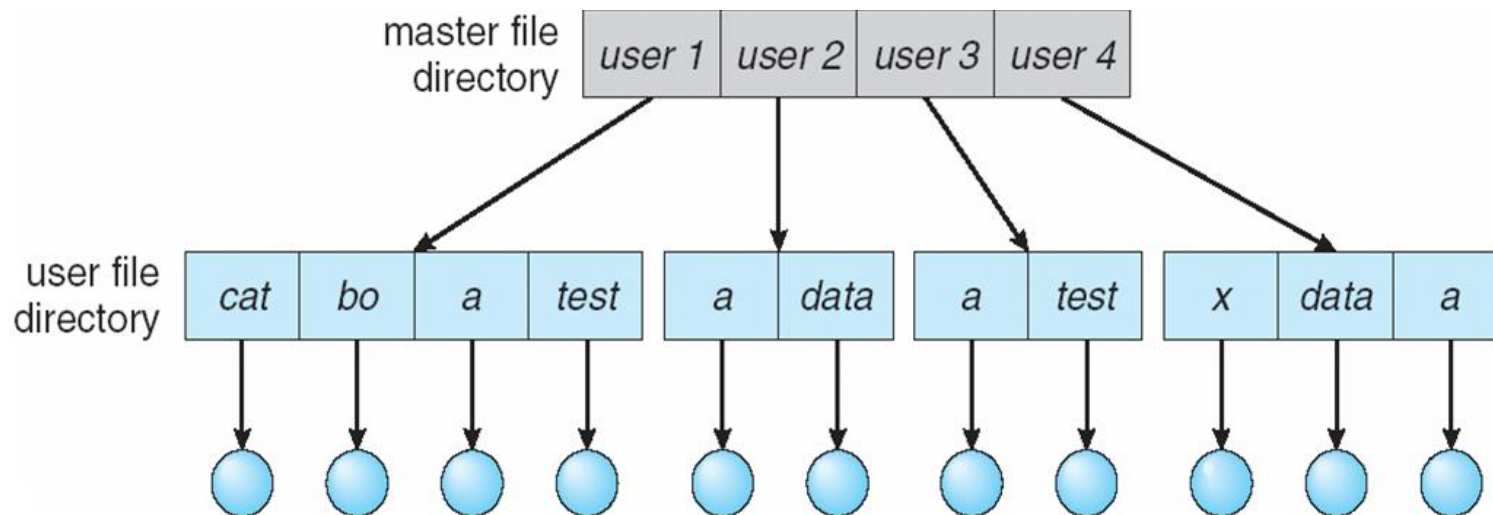 master file
directory
user 1 user 2 user 3 user 4
user file
directory
cat bo a test a data a test x data a